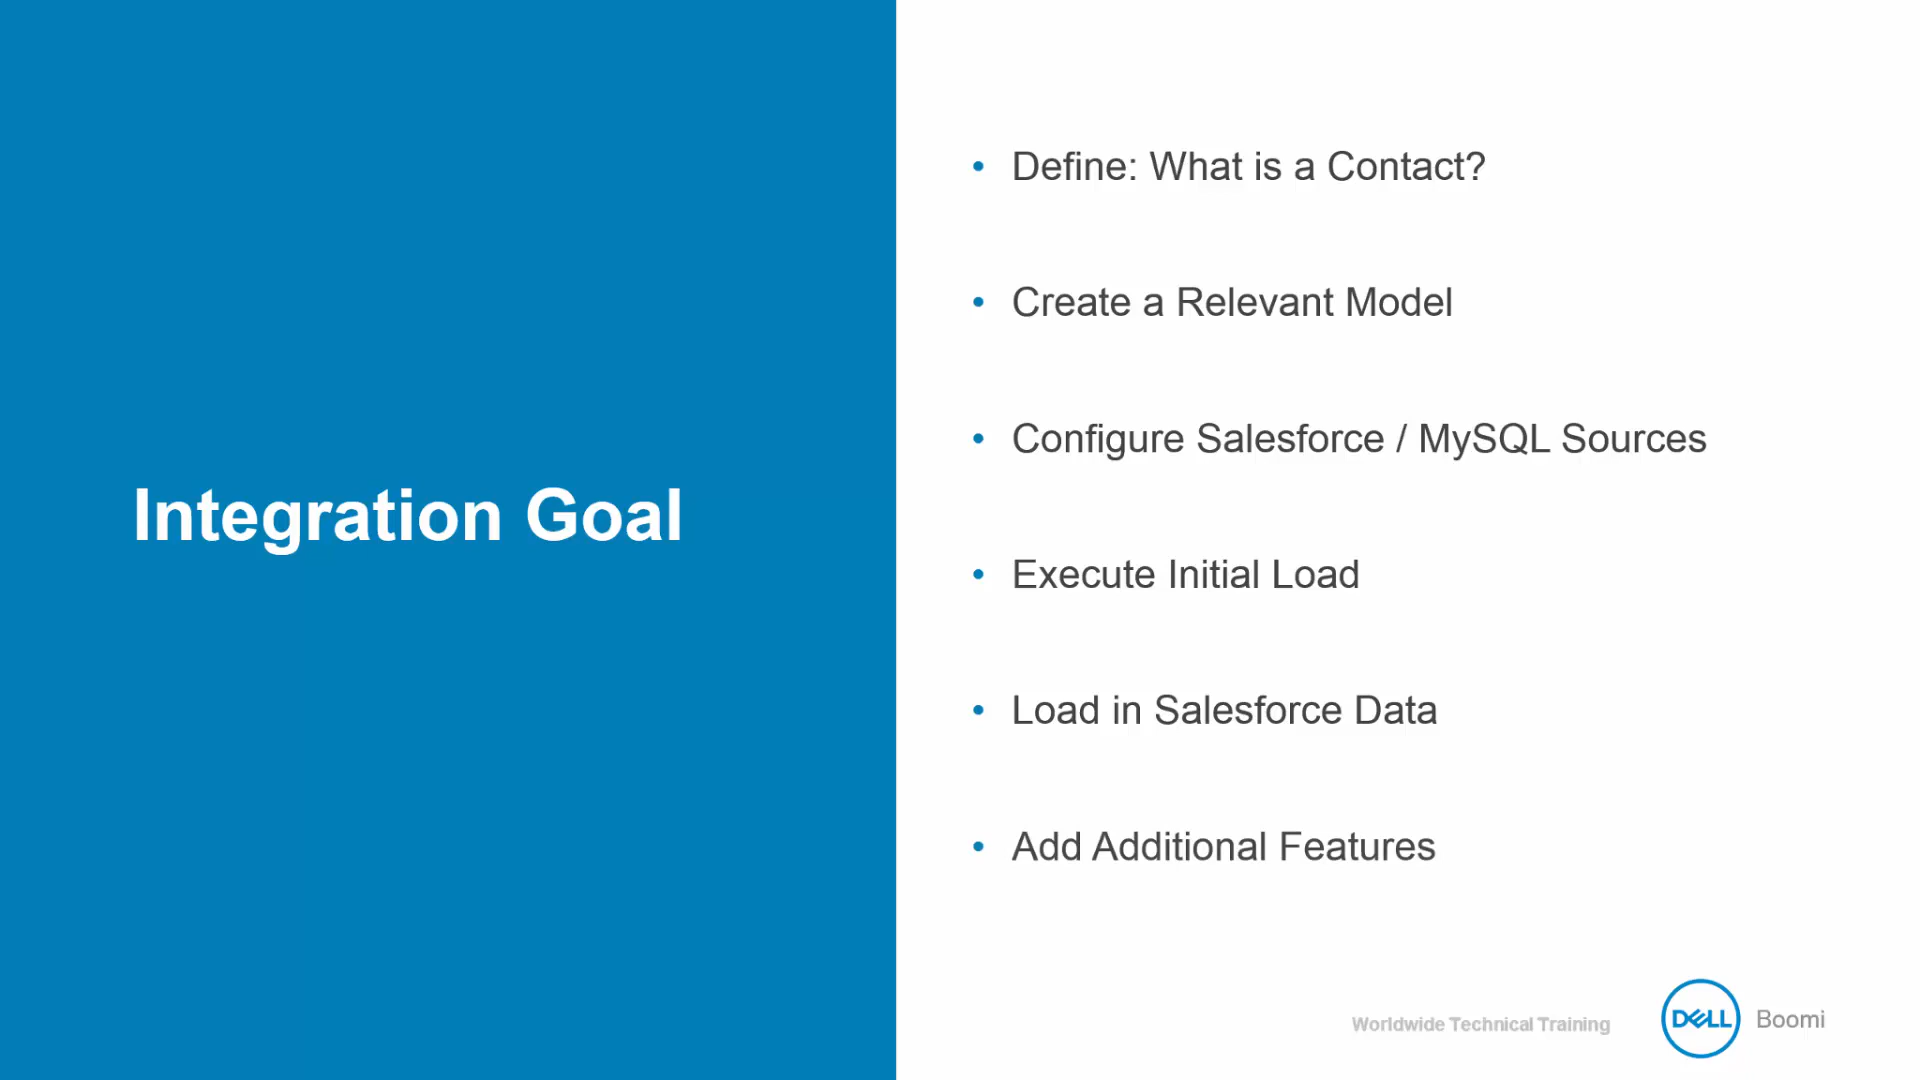 Integration Goal
• Define: What is a Contact?
• Create a Relevant Model
• Configure Salesforce / MySQL Sources
• Execute Initial Load
• Load in Salesforce Data
• Add Additional Features
Worldwide Technical Training
DELL Boomi